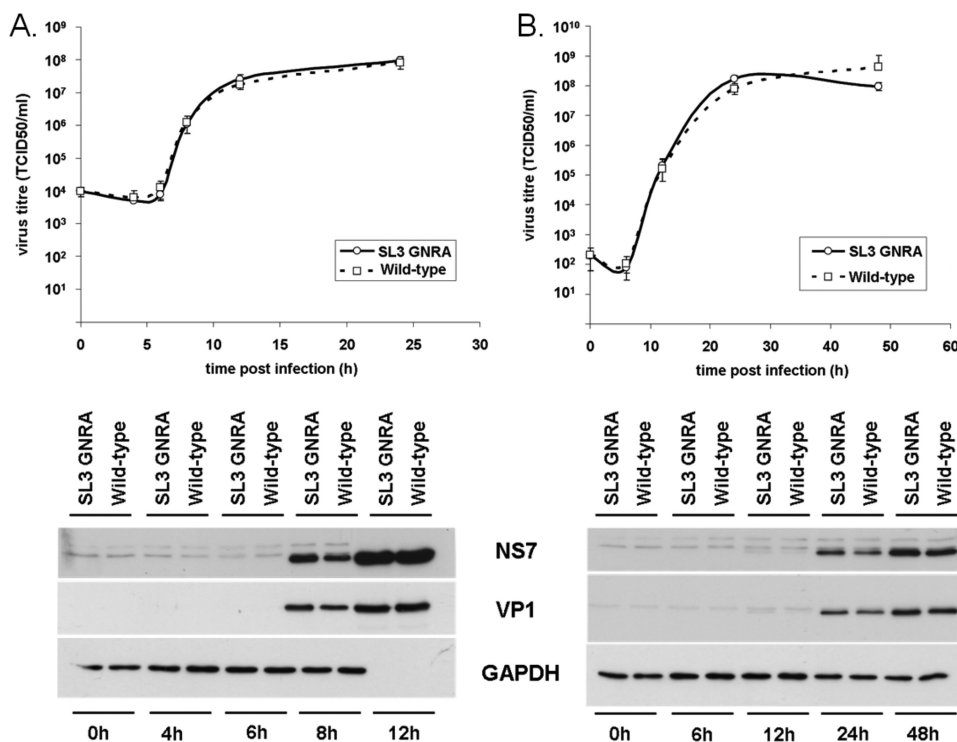 A.
10⁹
10⁸
10⁷
10⁶
10⁵
10⁴
10³
10²
10¹
virus titre (TCID50/ml)
SL3 GNRA
Wild-type
0 5 10 15 20 25 30
time post infection (h)
B.
10¹⁰
10⁹
10⁸
10⁷
10⁶
10⁵
10⁴
10³
10²
10¹
virus titre (TCID50/ml)
SL3 GNRA
Wild-type
0 10 20 30 40 50 60
time post infection (h)
SL3 GNRA
Wild-type
SL3 GNRA
Wild-type
SL3 GNRA
Wild-type
SL3 GNRA
Wild-type
SL3 GNRA
Wild-type
SL3 GNRA
Wild-type
SL3 GNRA
Wild-type
SL3 GNRA
Wild-type
SL3 GNRA
Wild-type
SL3 GNRA
Wild-type
NS7
VP1
GAPDH
0h 4h 6h 8h 12h
0h 6h 12h 24h 48h